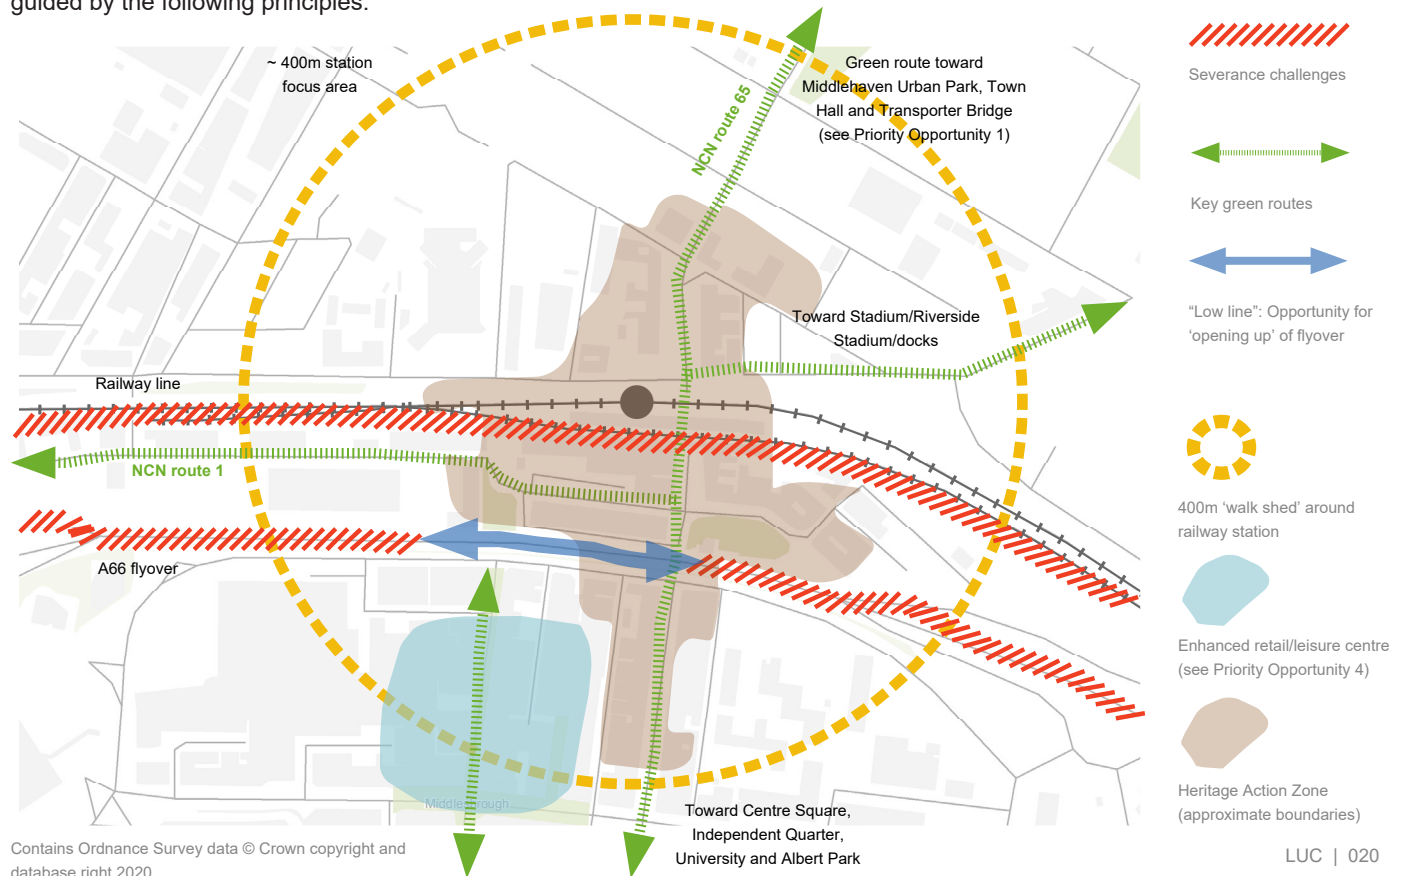 guided by the following principles.
~ 400m station
focus area
NCN route 65
Green route toward
Middlehaven Urban Park, Town
Hall and Transporter Bridge
(see Priority Opportunity 1)
Toward Stadium/Riverside
Stadium/docks
Railway line
NCN route 1
A66 flyover
Middlesbrough
Toward Centre Square,
Independent Quarter,
University and Albert Park
Severance challenges
Key green routes
“Low line”: Opportunity for
‘opening up’ of flyover
400m ‘walk shed’ around
railway station
Enhanced retail/leisure centre
(see Priority Opportunity 4)
Heritage Action Zone
(approximate boundaries)
Contains Ordnance Survey data © Crown copyright and
database right 2020
LUC | 020